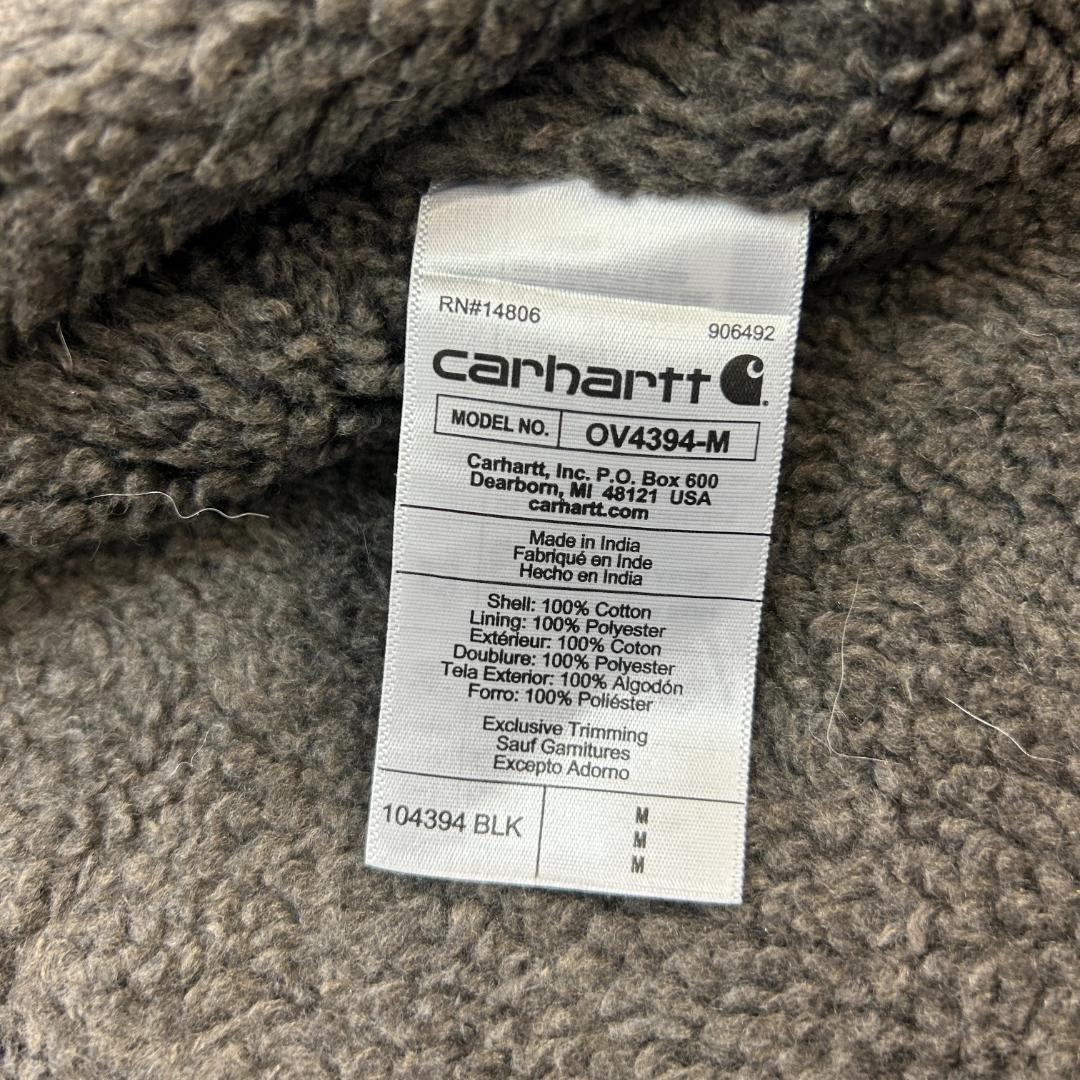 RN#14806
906492
carhartt
MODEL NO. OV4394-M
Carhartt, Inc. P.O. Box 600
Dearborn, MI 48121 USA
carhartt.com
Made in India
Fabriqué en Inde
Hecho en India
Shell: 100% Cotton
Lining: 100% Polyester
Extérieur: 100% Coton
Doublure: 100% Polyester
Tela Exterior: 100% Algodón
Forro: 100% Poliéster
Exclusive Trimming
Sauf Garnitures
Excepto Adorno
104394 BLK
M
M
M